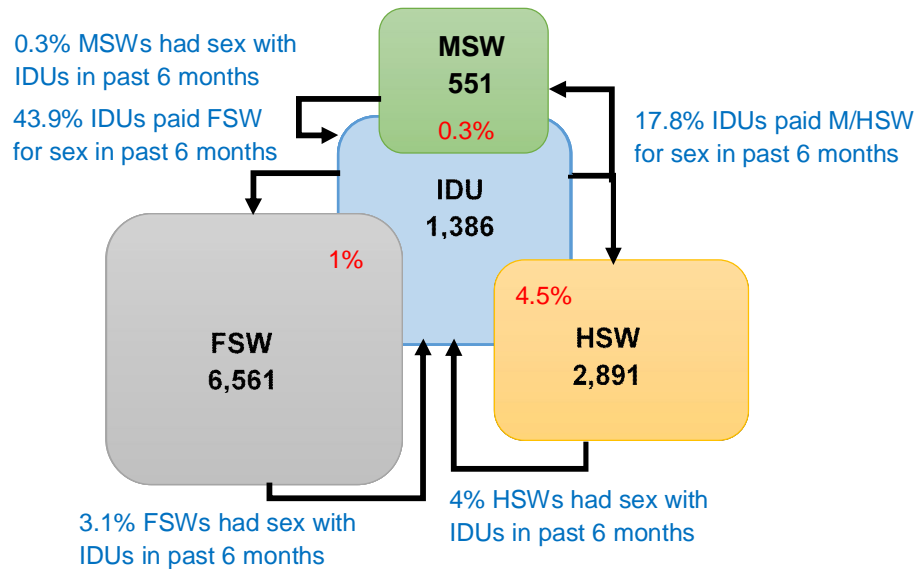 0.3% MSWs had sex with
IDUs in past 6 months
43.9% IDUs paid FSW
for sex in past 6 months
MSW
551
0.3%
17.8% IDUs paid M/HSW
for sex in past 6 months
IDU
1,386
1%
FSW
6,561
4.5%
HSW
2,891
3.1% FSWs had sex with
IDUs in past 6 months
4% HSWs had sex with
IDUs in past 6 months